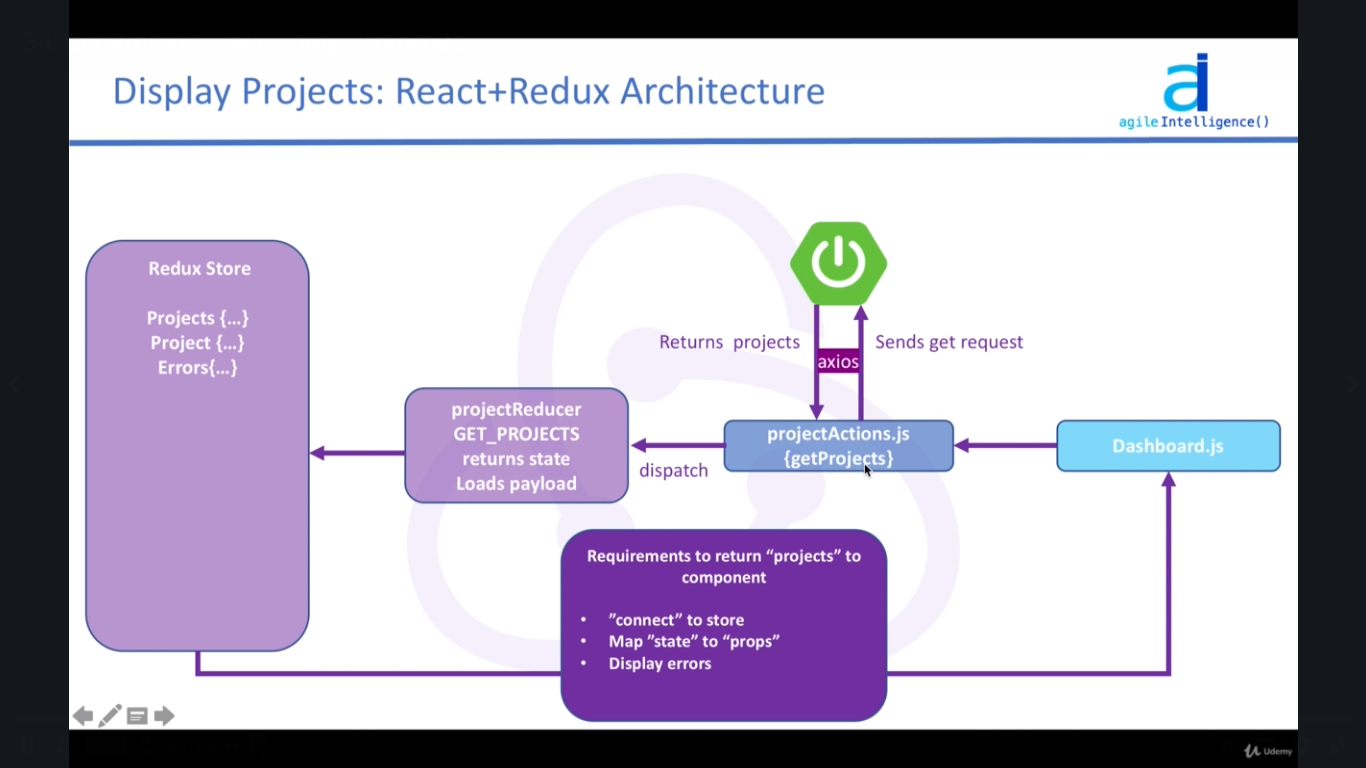 Display Projects: React+Redux Architecture
ai
agileIntelligence()
Redux Store
Projects {...}
Project {...}
Errors{...}
Returns projects
axios
Sends get request
projectReducer
GET_PROJECTS
returns state
Loads payload
dispatch
projectActions.js
{getProjects}
Dashboard.js
Requirements to return “projects” to
component
• ”connect” to store
• Map ”state” to “props”
• Display errors
Udemy